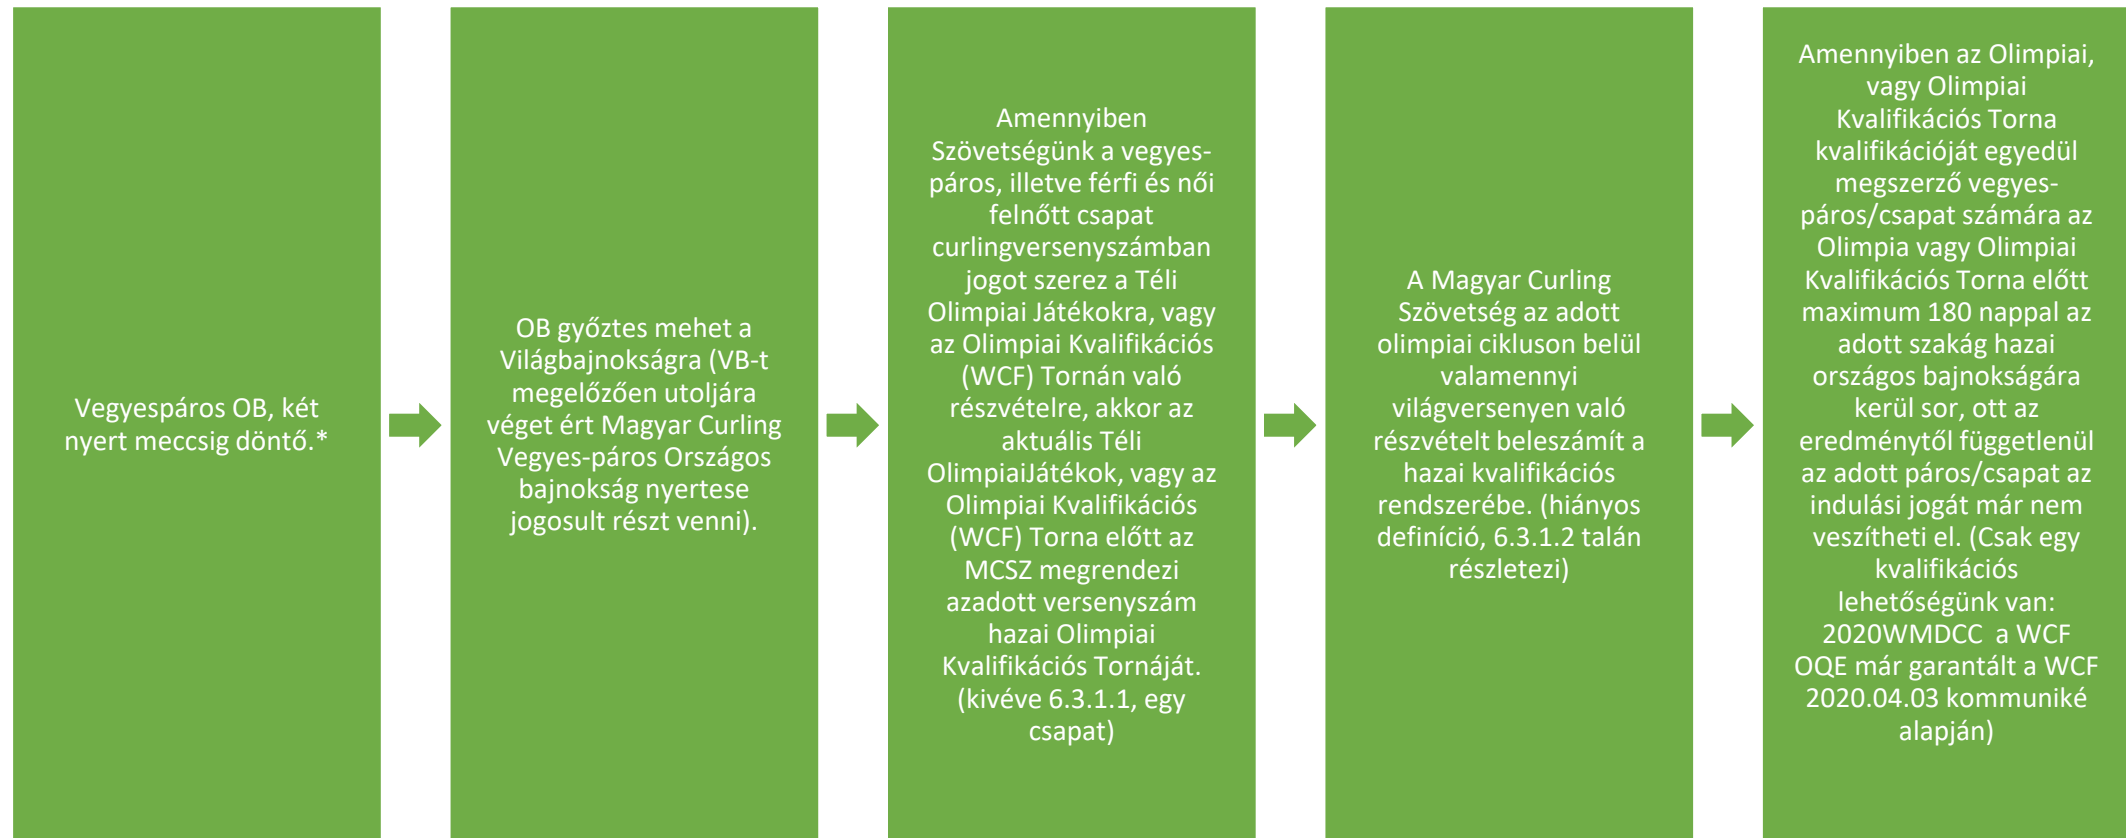 Vegyespáros OB, két
nyert meccsig döntő.*
OB győztes mehet a
Világbajnokságra (VB-t
megelőzően utoljára
véget ért Magyar Curling
Vegyes-páros Országos
bajnokság nyertese
jogosult részt venni).
Amennyiben
Szövetségünk a vegyes-
páros, illetve férfi és női
felnőtt csapat
curlingversenyszámban
jogot szerez a Téli
Olimpiai Játékokra, vagy
az Olimpiai Kvalifikációs
(WCF) Tornán való
részvételre, akkor az
aktuális Téli
OlimpiaiJátékok, vagy az
Olimpiai Kvalifikációs
(WCF) Torna előtt az
MCSZ megrendezi
azadott versenyszám
hazai Olimpiai
Kvalifikációs Tornáját.
(kivéve 6.3.1.1, egy
csapat)
A Magyar Curling
Szövetség az adott
olimpiai cikluson belül
valamennyi
világversenyen való
részvételt beleszámít a
hazai kvalifikációs
rendszerébe. (hiányos
definíció, 6.3.1.2 talán
részletezi)
Amennyiben az Olimpiai,
vagy Olimpiai
Kvalifikációs Torna
kvalifikációját egyedül
megszerző vegyes-
páros/csapat számára az
Olimpia vagy Olimpiai
Kvalifikációs Torna előtt
maximum 180 nappal az
adott szakág hazai
országos bajnokságára
kerül sor, ott az
eredménytől függetlenül
az adott páros/csapat az
indulási jogát már nem
veszítheti el. (Csak egy
kvalifikációs
lehetőségünk van:
2020WMDCC  a WCF
OQE már garantált a WCF
2020.04.03 kommuniké
alapján)